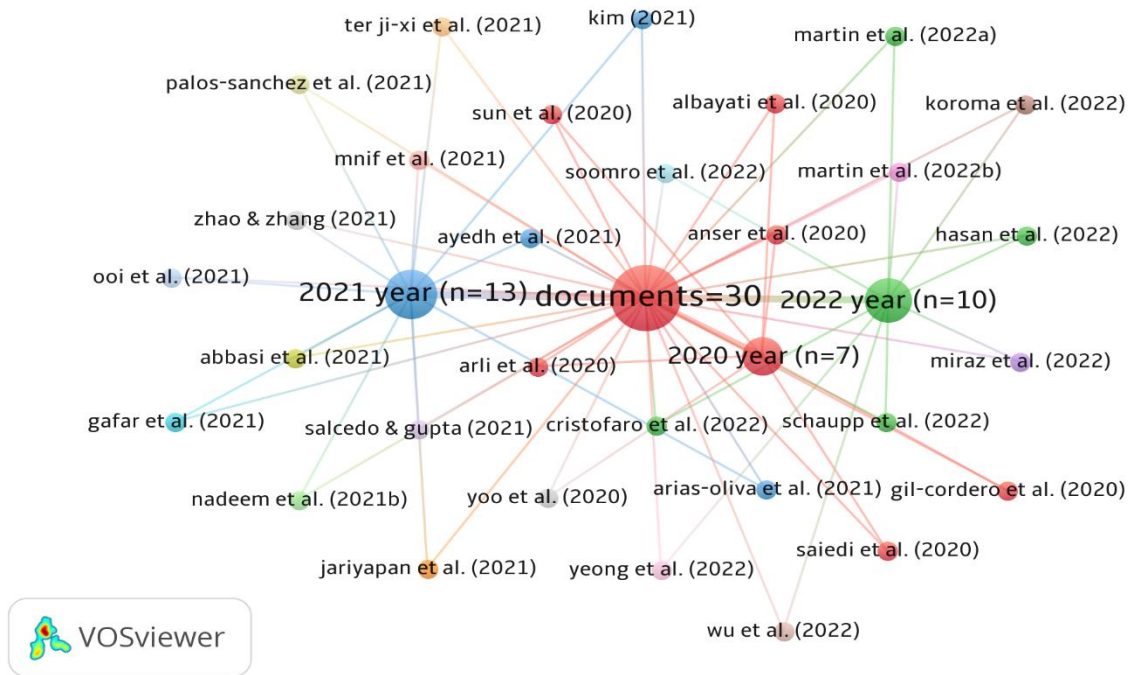 ter ji-xi et al. (2021)
kim (2021)
martin et al. (2022a)
palos-sanchez et al. (2021)
sun et al. (2020)
albayati et al. (2020)
koroma et al. (2022)
mnif et al. (2021)
soomro et al. (2022)
martin et al. (2022b)
zhao & zhang (2021)
ayedh et al. (2021)
anser et al. (2020)
hasan et al. (2022)
ooi et al. (2021)
2021 year (n=13)
documents=30
2022 year (n=10)
abbasi et al. (2021)
arli et al. (2020)
2020 year (n=7)
miraz et al. (2022)
gafar et al. (2021)
salcedo & gupta (2021)
cristofaro et al. (2022)
schaupp et al. (2022)
nadeem et al. (2021b)
yoo et al. (2020)
arias-oliva et al. (2021)
gil-cordero et al. (2020)
jariyapan et al. (2021)
yeong et al. (2022)
saiedi et al. (2020)
wu et al. (2022)
VOSviewer